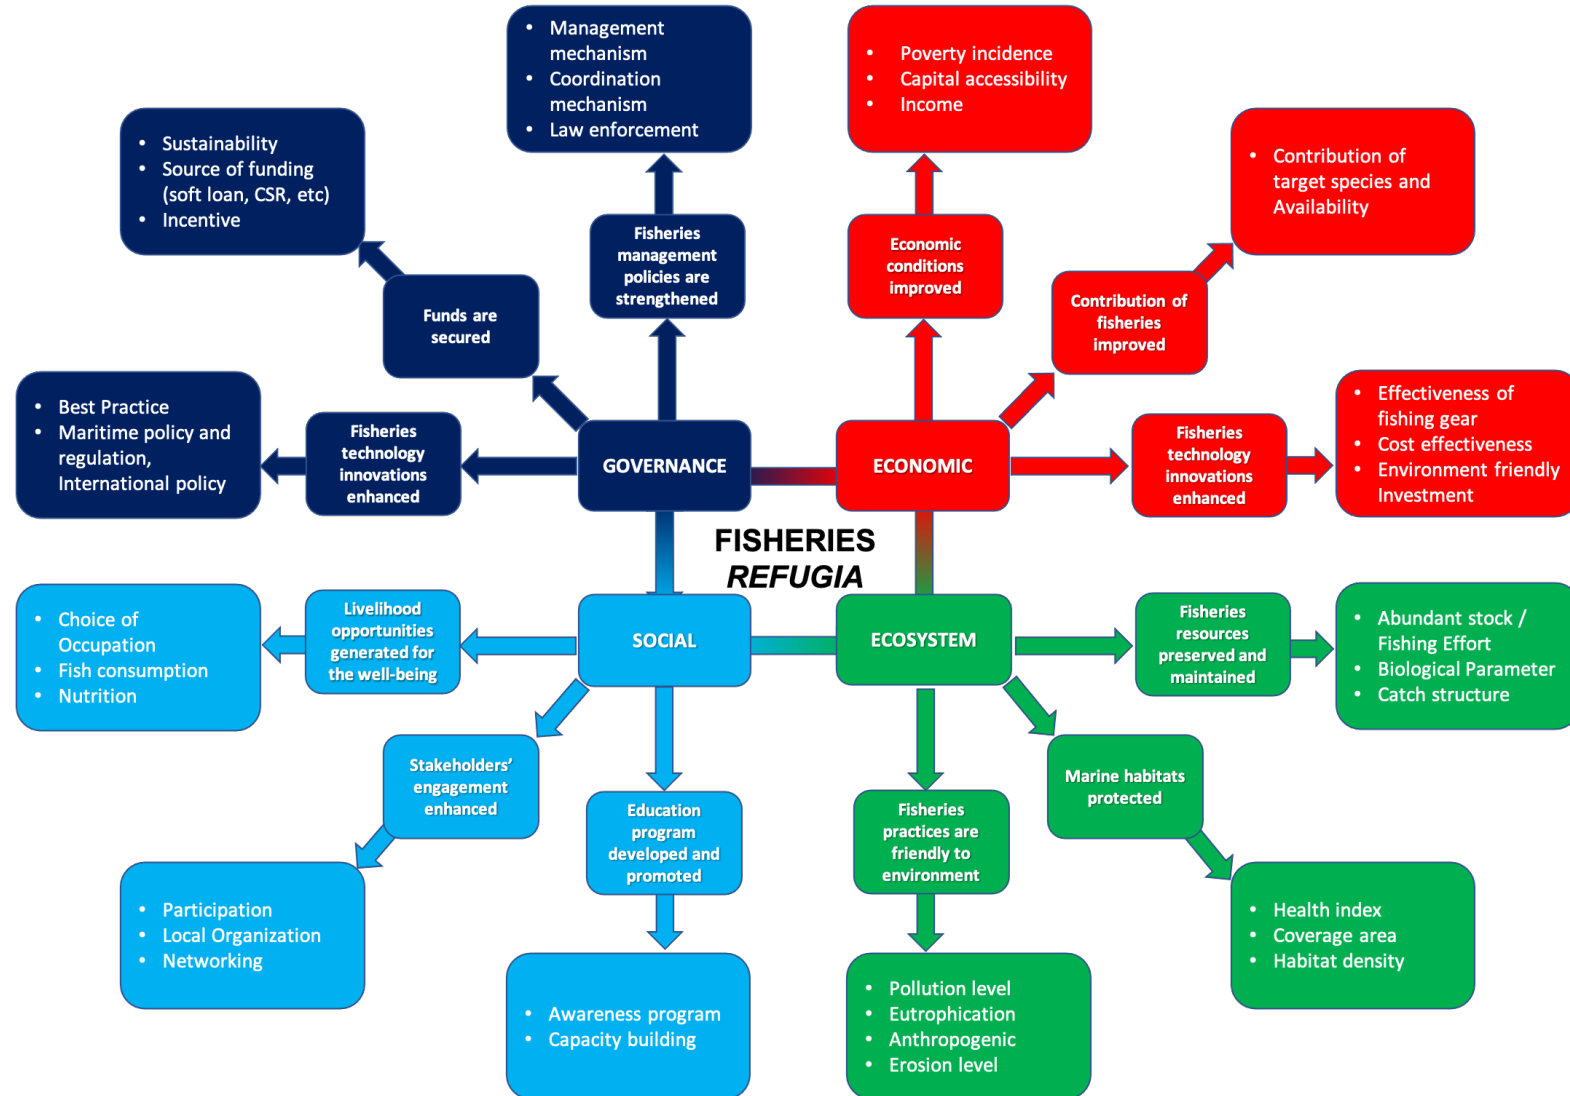 • Management
mechanism
• Coordination
mechanism
• Law enforcement
• Poverty incidence
• Capital accessibility
• Income
• Sustainability
• Source of funding
(soft loan, CSR, etc)
• Incentive
• Contribution of
target species and
Availability
Fisheries
management
policies are
strengthened
Economic
conditions
improved
Funds are
secured
Contribution of
fisheries
improved
• Best Practice
• Maritime policy and
regulation,
International policy
Fisheries
technology
innovations
enhanced
GOVERNANCE
ECONOMIC
Fisheries
technology
innovations
enhanced
• Effectiveness of
fishing gear
• Cost effectiveness
• Environment friendly
Investment
FISHERIES
REFUGIA
• Choice of
Occupation
• Fish consumption
• Nutrition
Livelihood
opportunities
generated for
the well-being
SOCIAL
ECOSYSTEM
Fisheries
resources
preserved and
maintained
• Abundant stock /
Fishing Effort
• Biological Parameter
• Catch structure
Stakeholders’
engagement
enhanced
Education
program
developed and
promoted
Fisheries
practices are
friendly to
environment
Marine habitats
protected
• Participation
• Local Organization
• Networking
• Awareness program
• Capacity building
• Pollution level
• Eutrophication
• Anthropogenic
• Erosion level
• Health index
• Coverage area
• Habitat density